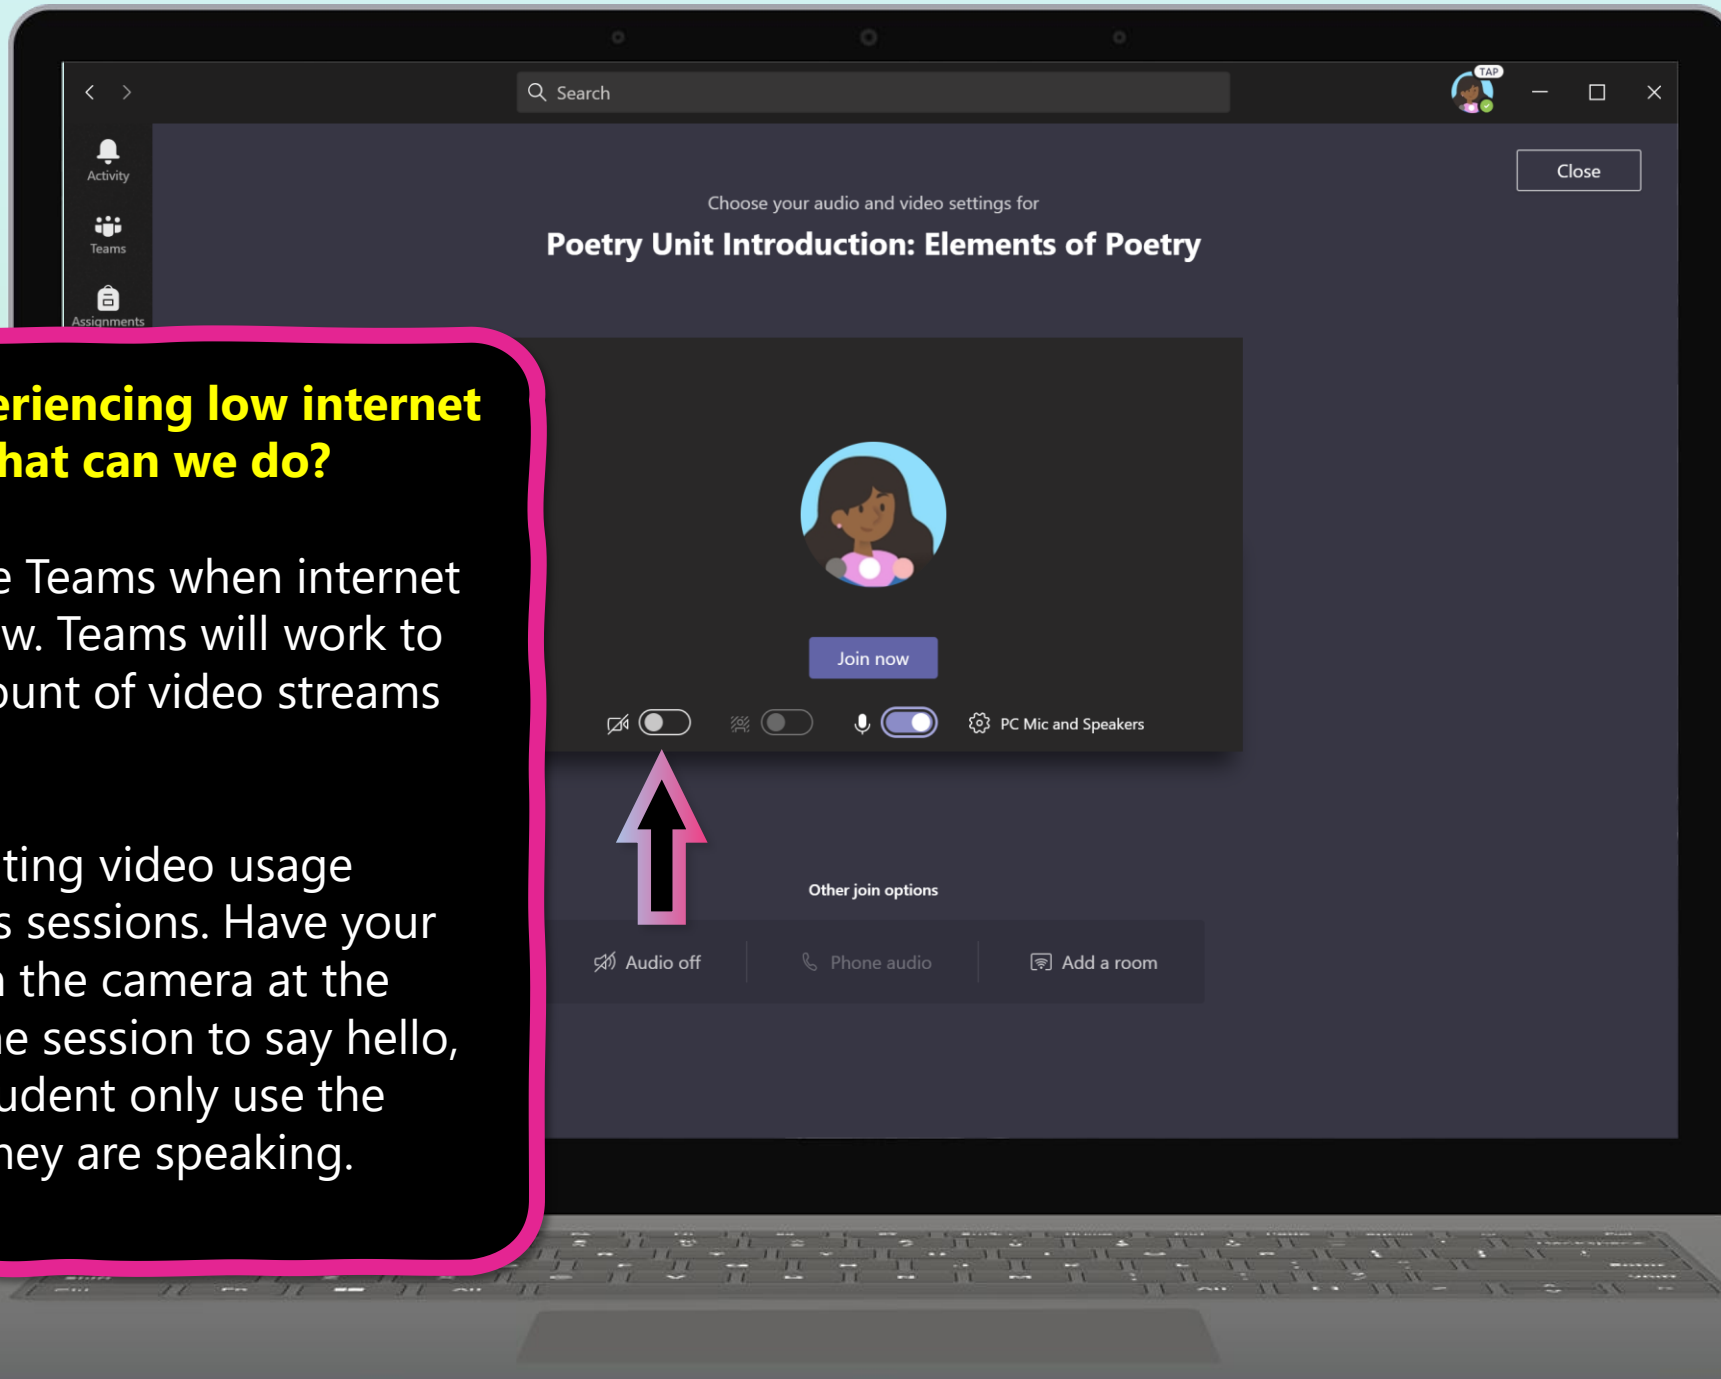 Search
TAP
Activity
Teams
Assignments
Close
Choose your audio and video settings for
Poetry Unit Introduction: Elements of Poetry
eriencing low internet
hat can we do?
e Teams when internet
w. Teams will work to
ount of video streams
ting video usage
s sessions. Have your
n the camera at the
ne session to say hello,
udent only use the
hey are speaking.
Join now
PC Mic and Speakers
Other join options
Audio off
Phone audio
Add a room